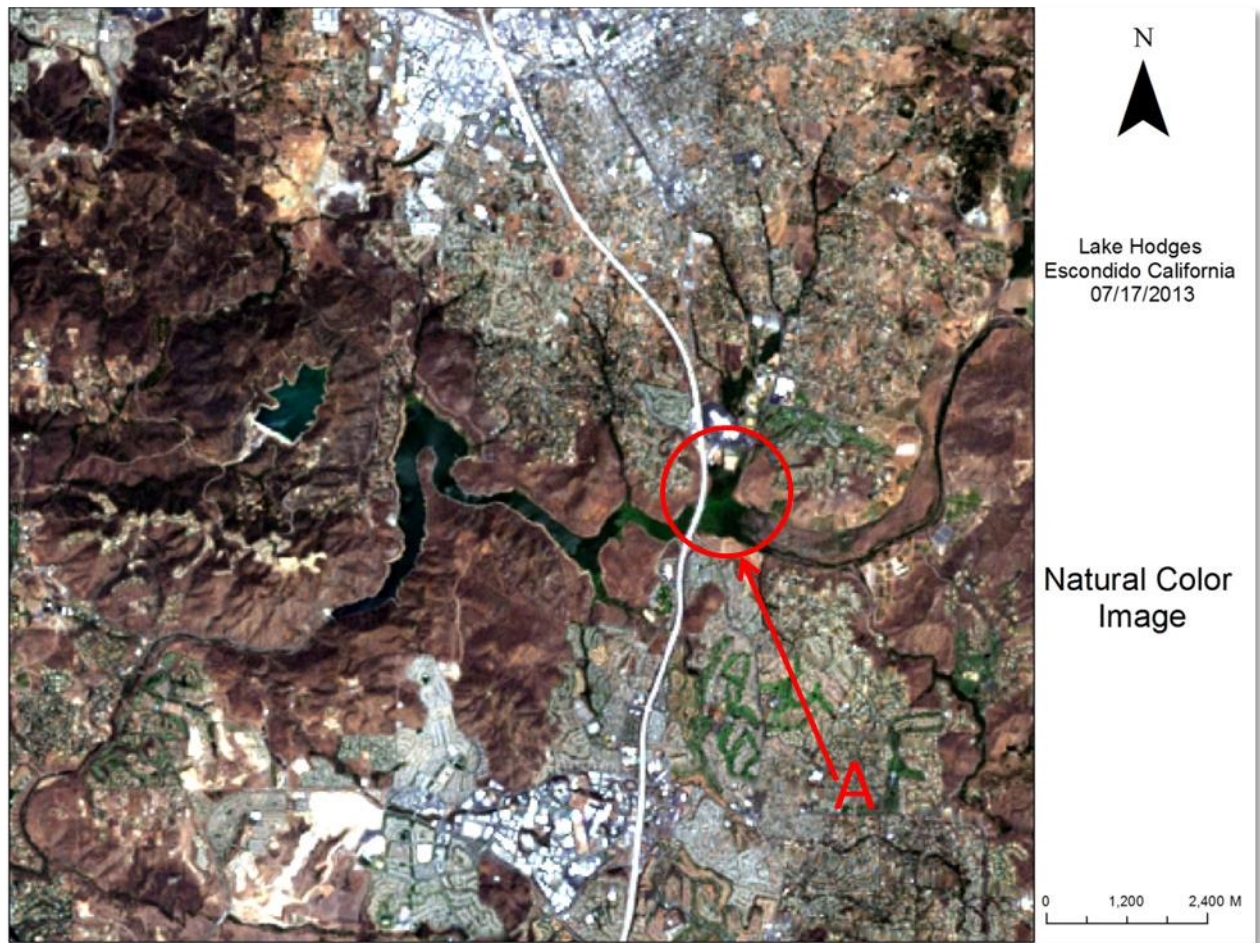 N
Lake Hodges
Escondido California
07/17/2013
Natural Color
Image
A
0 1,200 2,400 M